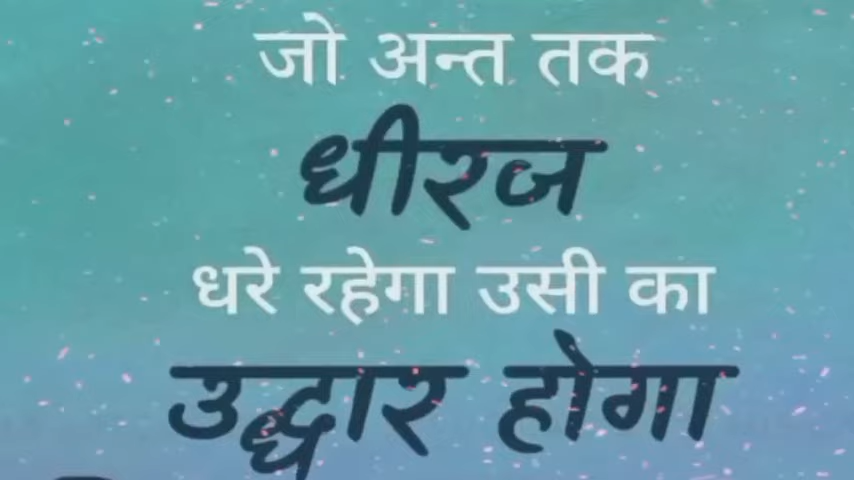 जो अन्त तक
धीरज
धरे रहेगा उसी का
उद्धार होगा